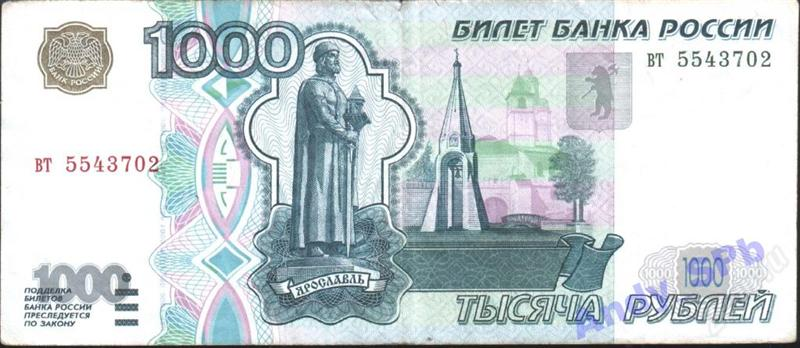 1000
БИЛЕТ БАНКА РОССИИ
БАНК РОССИИ
вт 5543702
вт 5543702
ЯРОСЛАВЛЬ
1000
1000
1000
1000
ПОДДЕЛКА
БИЛЕТОВ
БАНКА РОССИИ
ПРЕСЛЕДУЕТСЯ
ПО ЗАКОНУ
ТЫСЯЧА РУБЛЕЙ